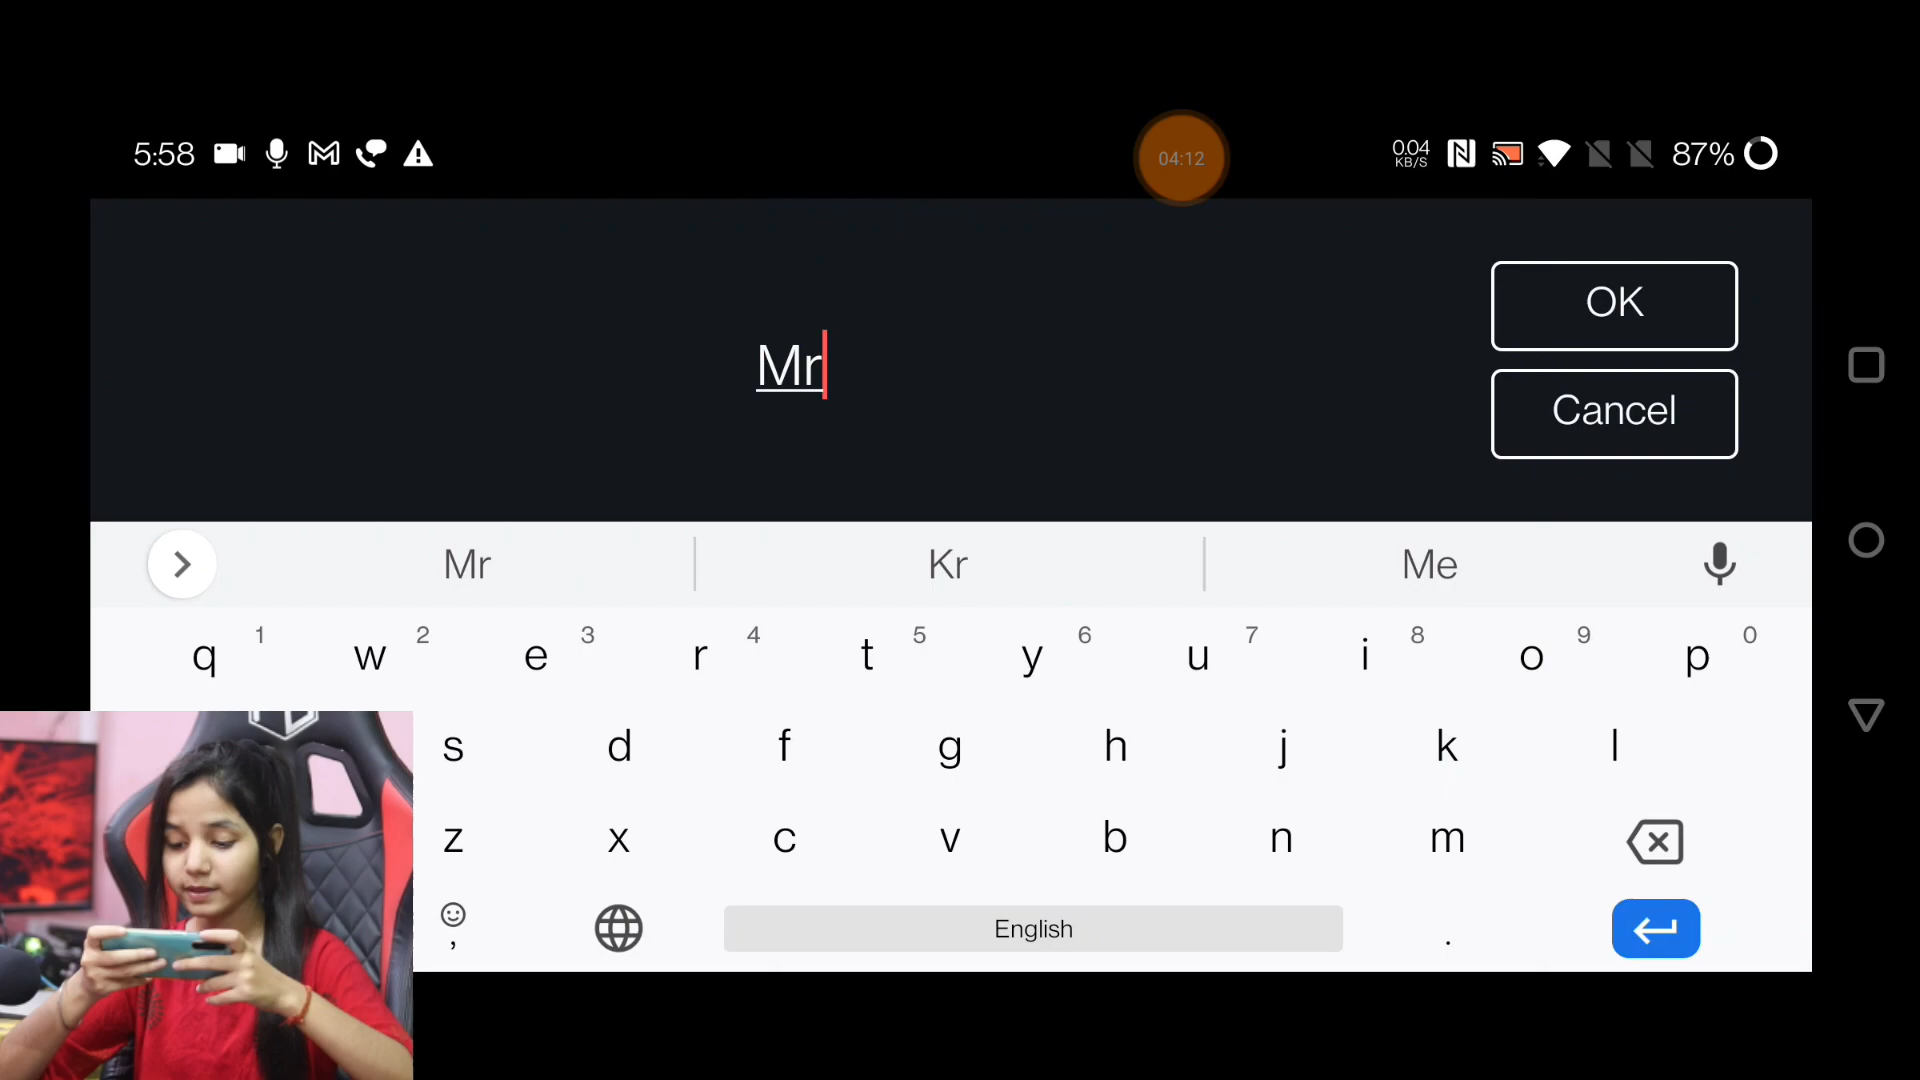 5:58
04:12
0.04
KB/S
87%
OK
Mr
Cancel
Mr Kr Me
q 1 w 2 e 3 r 4 t 5 y 6 u 7 i 8 o 9 p 0
s d f g h j k l
z x c v b n m
, English .